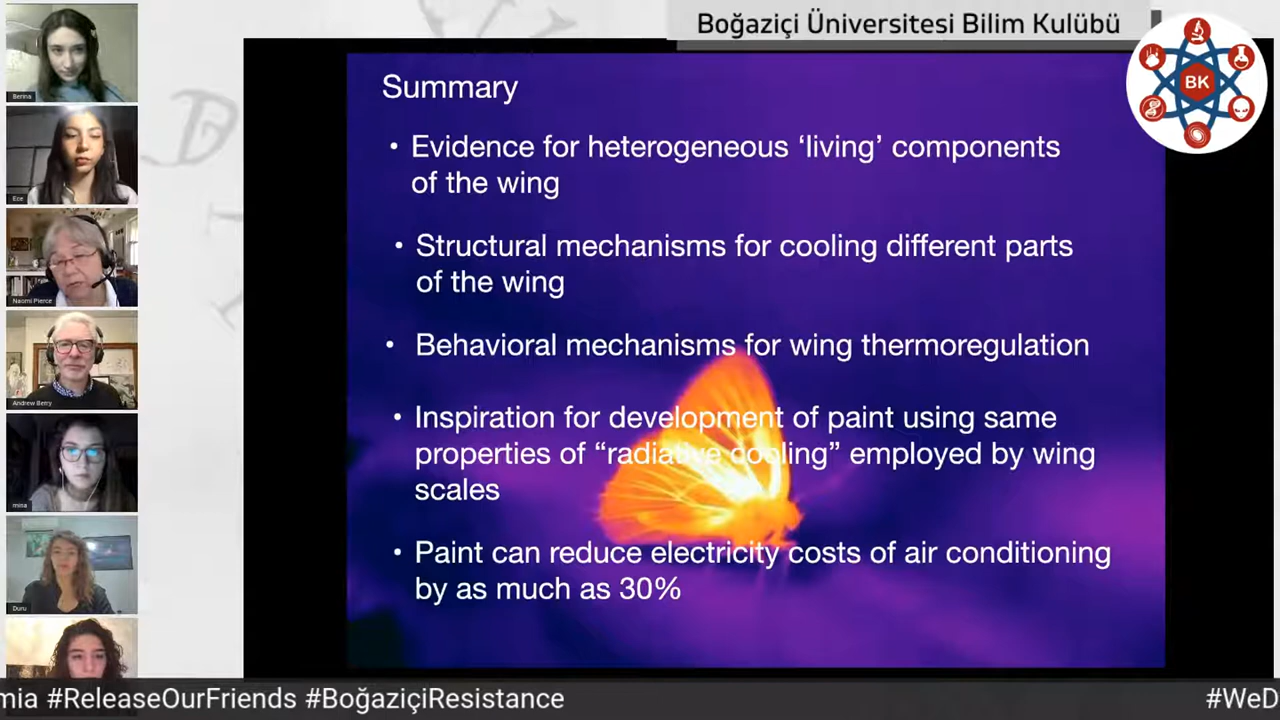 Boğaziçi Üniversitesi Bilim Kulübü
BK
Summary
• Evidence for heterogeneous ‘living’ components
of the wing
• Structural mechanisms for cooling different parts
of the wing
• Behavioral mechanisms for wing thermoregulation
• Inspiration for development of paint using same
properties of “radiative cooling” employed by wing
scales
• Paint can reduce electricity costs of air conditioning
by as much as 30%
Berina
Ece
Naomi Pierce
Andrew Berry
mina
Duru
mia #ReleaseOurFriends #BoğaziçiResistance
#WeD